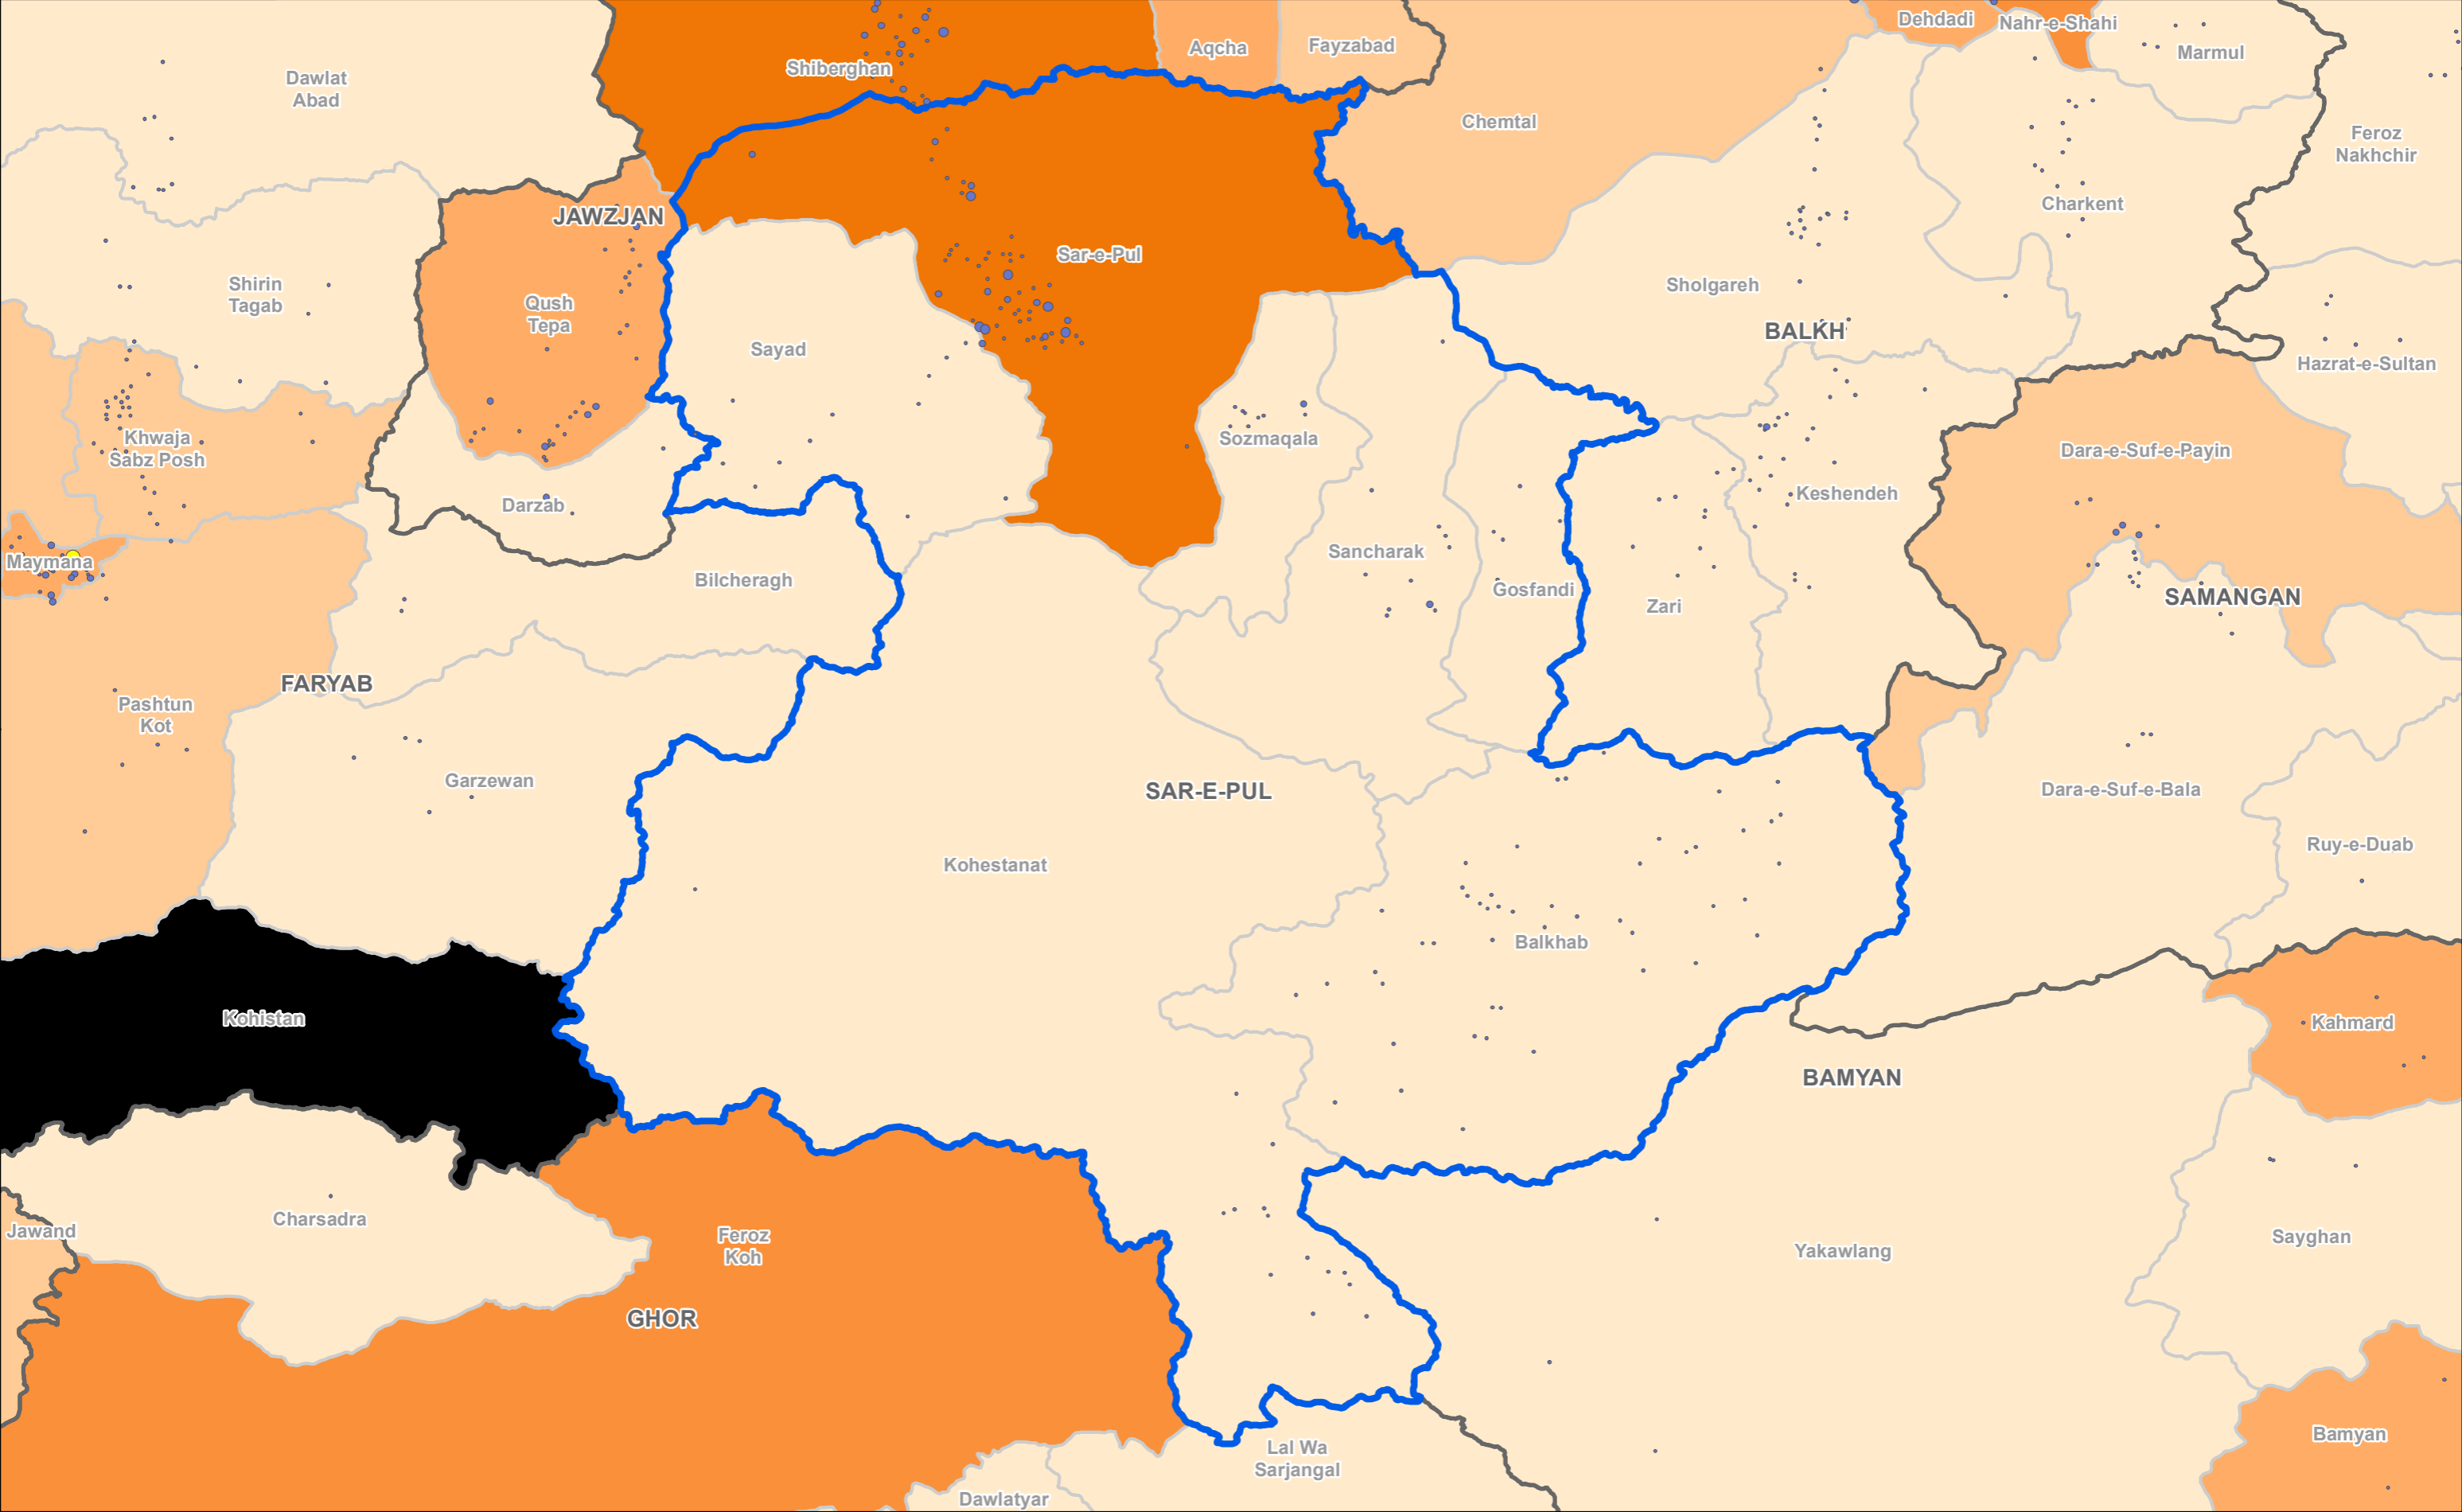 Dehdadi
Nahr-e-Shahi
Aqcha
Fayzabad
Marmul
Shiberghan
Dawlat
Abad
Chemtal
Feroz
Nakhchir
Charkent
JAWZJAN
Sar-e-Pul
Shirin
Tagab
Qush
Tepa
Sholgareh
BALKH
Sayad
Hazrat-e-Sultan
Khwaja
Sabz Posh
Sozmaqala
Dara-e-Suf-e-Payin
Keshendeh
Darzab
Sancharak
Maymana
Bilcheragh
Gosfandi
Zari
SAMANGAN
FARYAB
Pashtun
Kot
Garzewan
SAR-E-PUL
Dara-e-Suf-e-Bala
Ruy-e-Duab
Kohestanat
Balkhab
Kohistan
Kahmard
BAMYAN
Charsadra
Jawand
Feroz
Koh
Yakawlang
Sayghan
GHOR
Bamyan
Lal Wa
Sarjangal
Dawlatyar